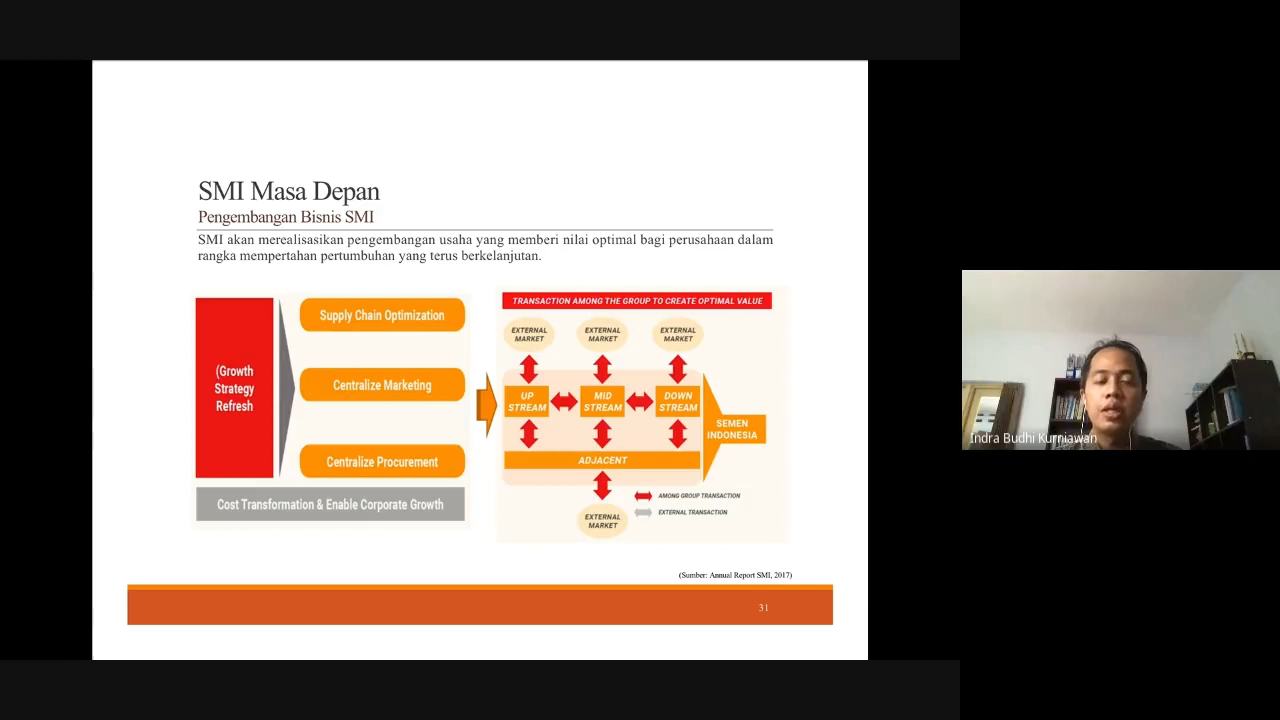 SMI Masa Depan
Pengembangan Bisnis SMI
SMI akan merealisasikan pengembangan usaha yang memberi nilai optimal bagi perusahaan dalam
rangka mempertahan pertumbuhan yang terus berkelanjutan.
(Growth
Strategy
Refresh
Supply Chain Optimization
Centralize Marketing
Centralize Procurement
Cost Transformation & Enable Corporate Growth
TRANSACTION AMONG THE GROUP TO CREATE OPTIMAL VALUE
EXTERNAL
MARKET
EXTERNAL
MARKET
EXTERNAL
MARKET
UP
STREAM
MID
STREAM
DOWN
STREAM
SEMEN
INDONESIA
ADJACENT
EXTERNAL
MARKET
AMONG GROUP TRANSACTION
EXTERNAL TRANSACTION
(Sumber: Annual Report SMI, 2017)
31
Indra Budhi Kurniawan